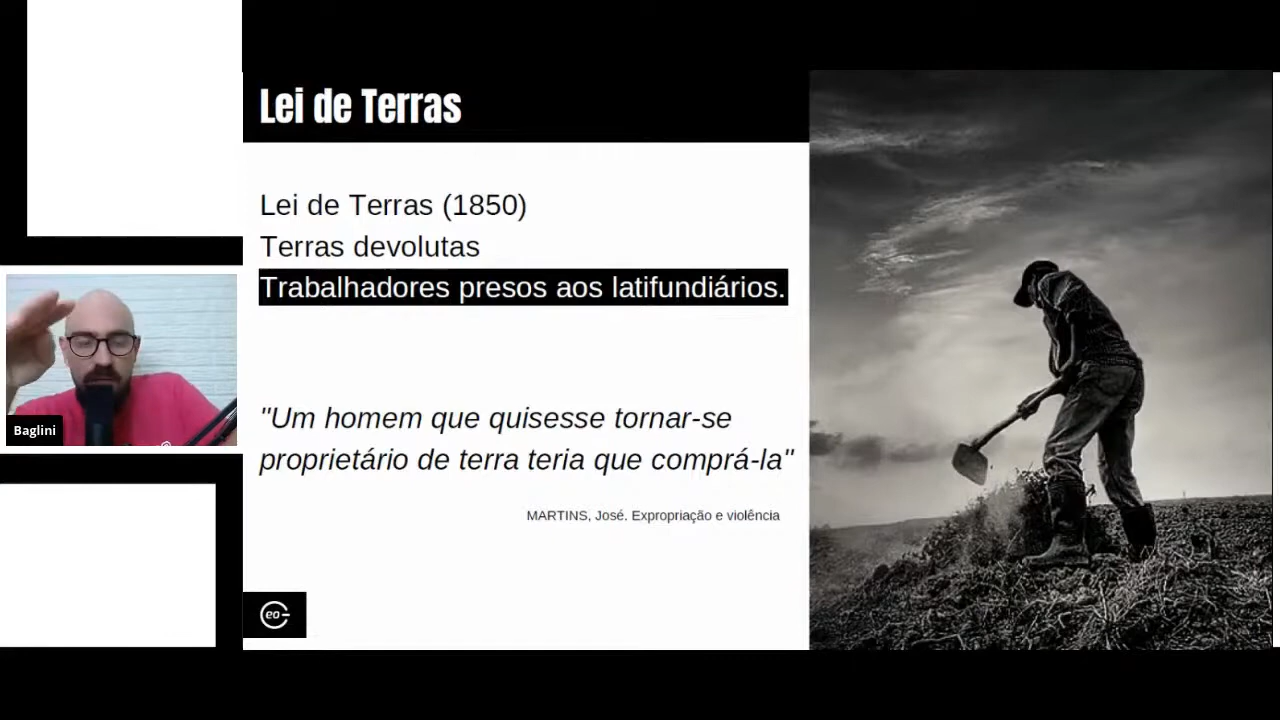 Lei de Terras
Lei de Terras (1850)
Terras devolutas
Trabalhadores presos aos latifundiários.
"Um homem que quisesse tornar-se
proprietário de terra teria que comprá-la"
MARTINS, José. Expropriação e violência
Baglini
eo